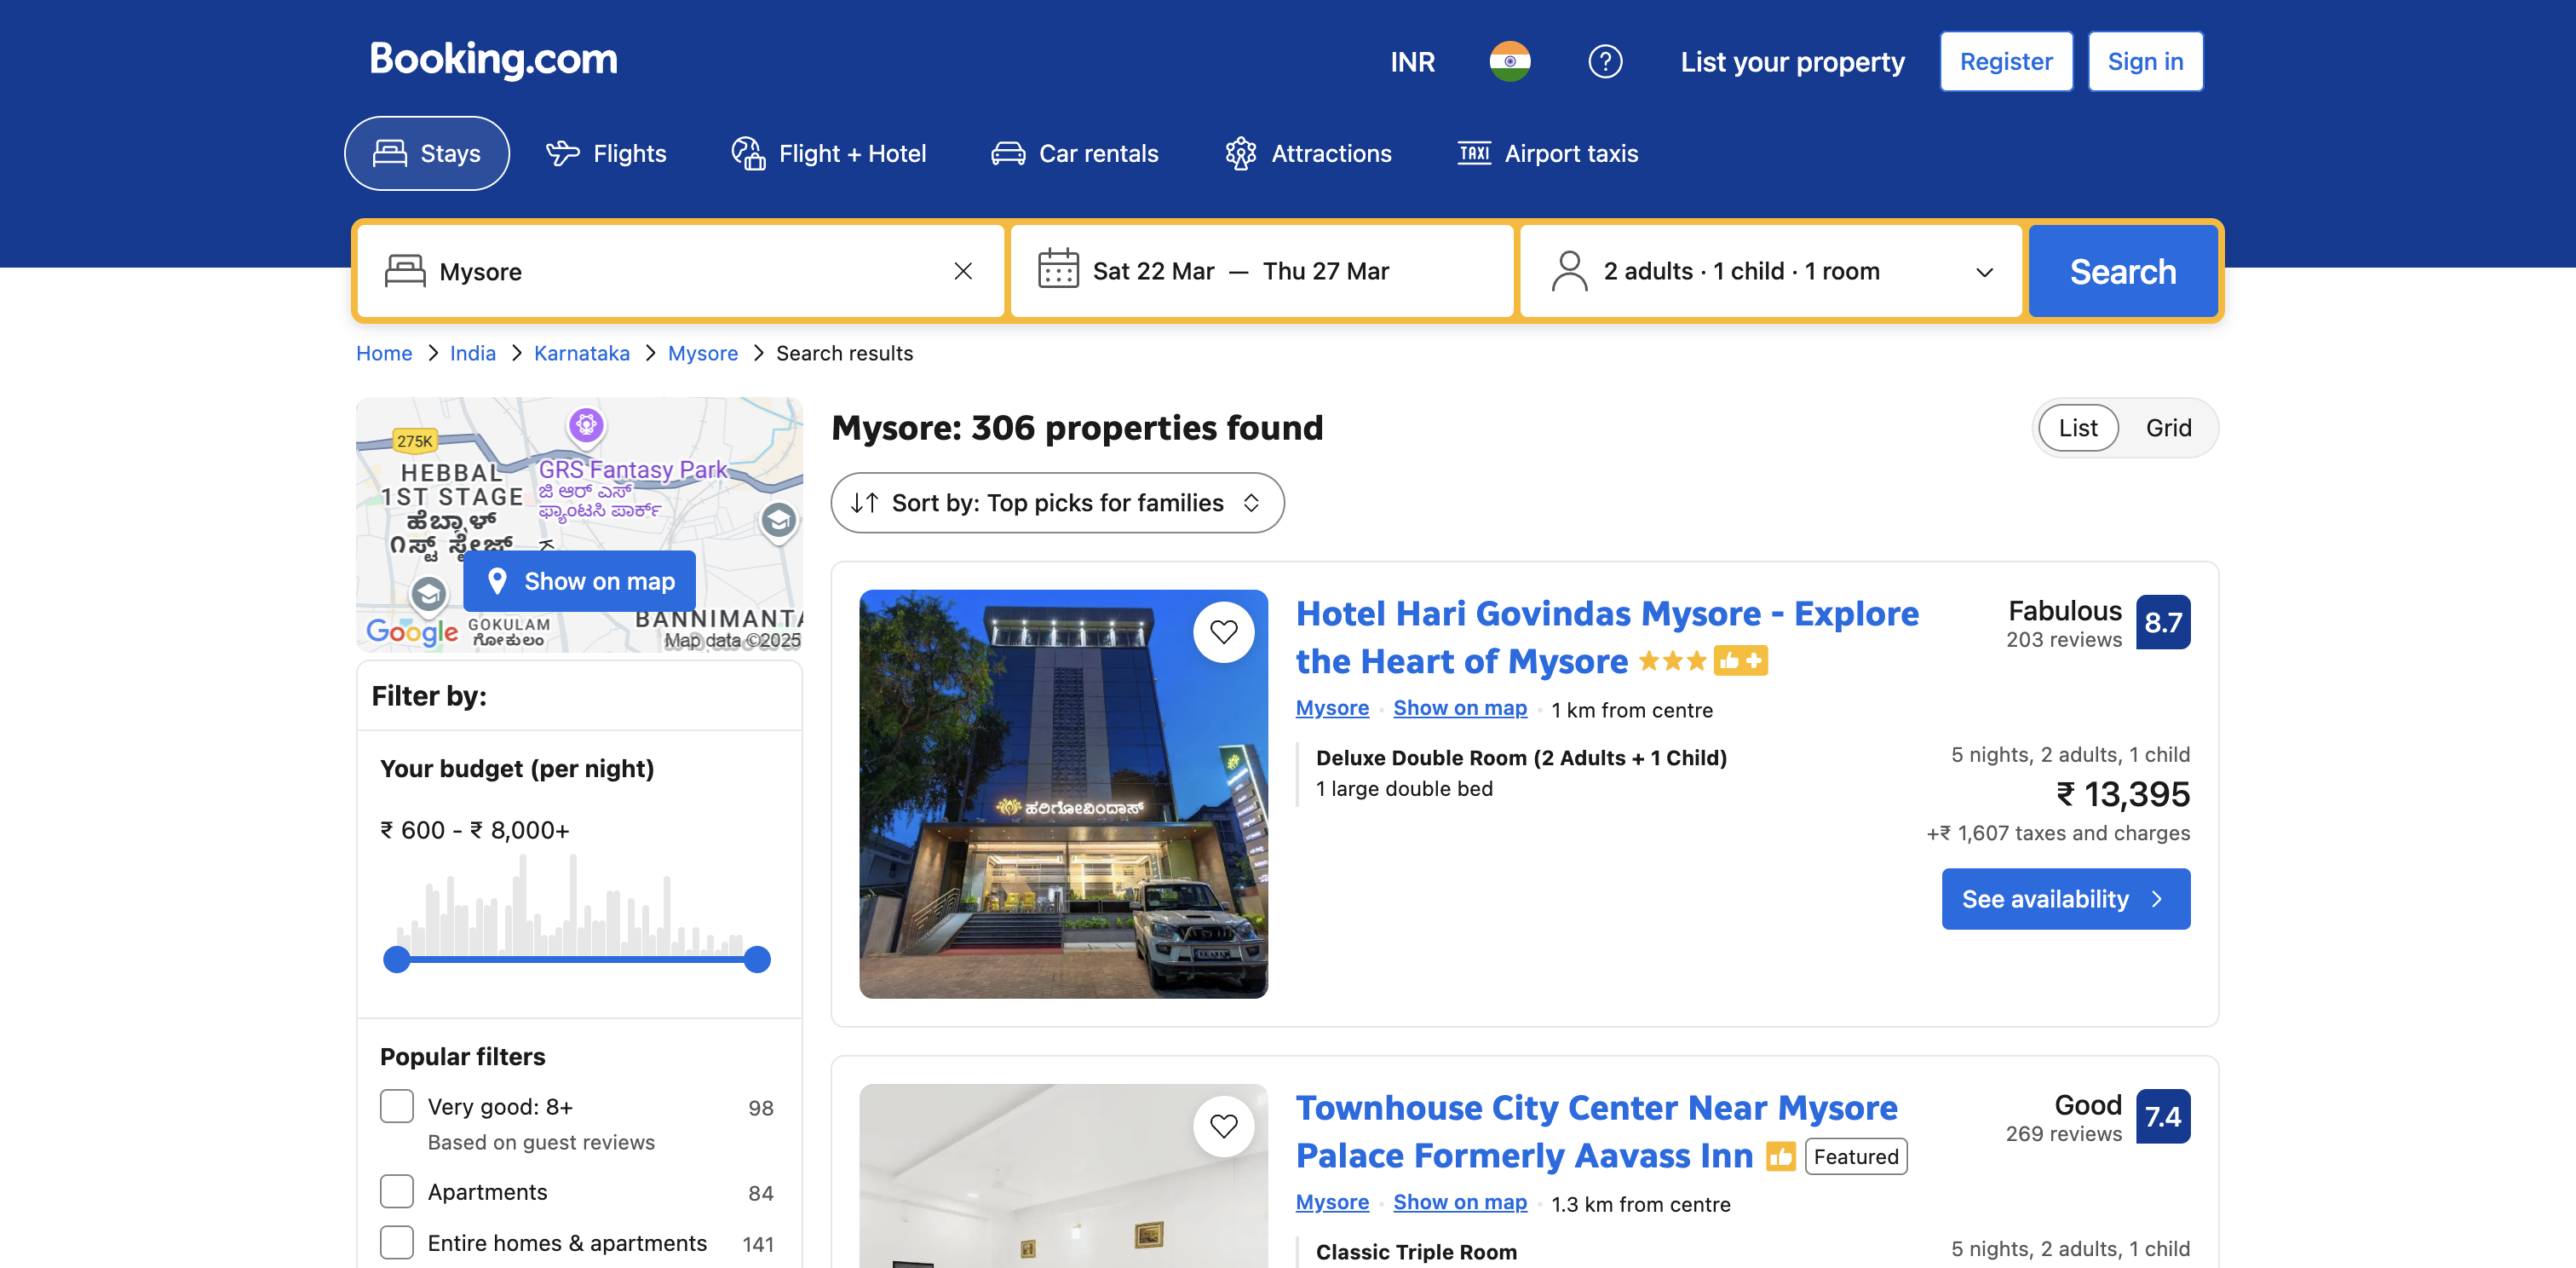 Booking.com
INR
List your property
Register
Sign in
Stays
Flights
Flight + Hotel
Car rentals
Attractions
TAXI Airport taxis
Mysore
Sat 22 Mar — Thu 27 Mar
2 adults · 1 child · 1 room
Search
Home > India > Karnataka > Mysore > Search results
275K
HEBBAL
1ST STAGE
ಹೆಬ್ಬಾಳ್
೧ಸ್ಟ್ ಸ್ಟೇಜ್
GRS Fantasy Park
ಜಿ ಆರ್ ಎಸ್
ಫ್ಯಾಂಟಸಿ ಪಾರ್ಕ್
Show on map
BANNIMANTA
Google
GOKULAM
ಗೋಕುಲಂ
Map data ©2025
Filter by:
Your budget (per night)
₹ 600 - ₹ 8,000+
Popular filters
Very good: 8+ 98
Based on guest reviews
Apartments 84
Entire homes & apartments 141
Mysore: 306 properties found
List Grid
Sort by: Top picks for families
ಹರಿಗೋವಿಂದಾಸ್
Hotel Hari Govindas Mysore - Explore
the Heart of Mysore
Fabulous 8.7
203 reviews
Mysore Show on map 1 km from centre
Deluxe Double Room (2 Adults + 1 Child)
1 large double bed
5 nights, 2 adults, 1 child
₹ 13,395
+₹ 1,607 taxes and charges
See availability
Townhouse City Center Near Mysore
Palace Formerly Aavass Inn Featured
Good 7.4
269 reviews
Mysore Show on map 1.3 km from centre
Classic Triple Room
5 nights, 2 adults, 1 child